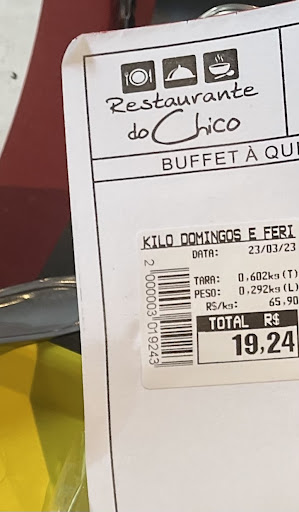 Restaurante
do Chico
BUFFET À QUI
KILO DOMINGOS E FERI
DATA: 23/03/23
TARA: 0,602kg(T)
PESO: 0,292kg(L)
R$/kg: 65,90
TOTAL R$
19,24
2 000003 019243